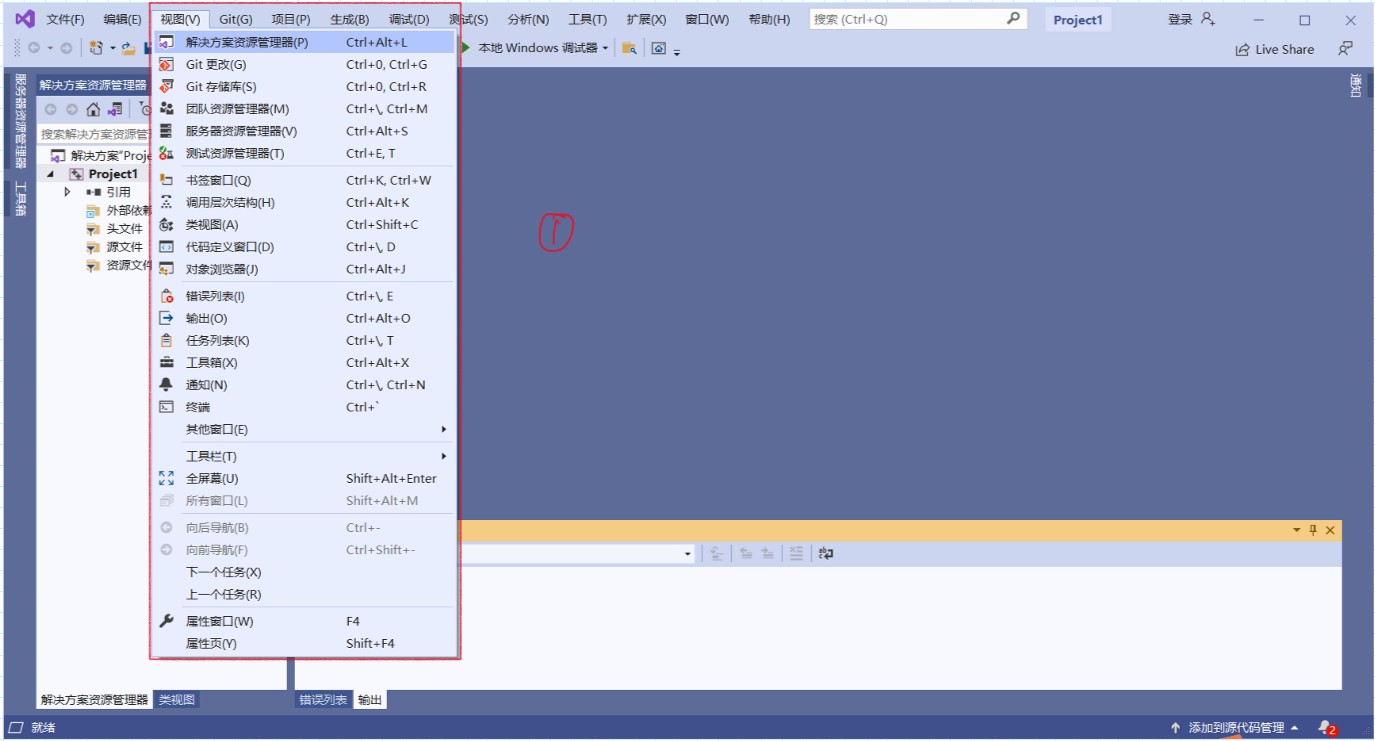 文件(F) 编辑(E) 视图(V) Git(G) 项目(P) 生成(B) 调试(D) 测试(S) 分析(N) 工具(T) 扩展(X) 窗口(W) 帮助(H) 搜索 (Ctrl+Q) Project1 登录
本地 Windows 调试器 Live Share
服务器资源管理器
工具箱
解决方案资源管理器
搜索解决方案资源管
解决方案"Proje
Project1
引用
外部依赖
头文件
源文件
资源文件
解决方案资源管理器(P) Ctrl+Alt+L
Git 更改(G) Ctrl+0, Ctrl+G
Git 存储库(S) Ctrl+0, Ctrl+R
团队资源管理器(M) Ctrl+\, Ctrl+M
服务器资源管理器(V) Ctrl+Alt+S
测试资源管理器(T) Ctrl+E, T
书签窗口(Q) Ctrl+K, Ctrl+W
调用层次结构(H) Ctrl+Alt+K
类视图(A) Ctrl+Shift+C
代码定义窗口(D) Ctrl+\, D
对象浏览器(J) Ctrl+Alt+J
错误列表(I) Ctrl+\, E
输出(O) Ctrl+Alt+O
任务列表(K) Ctrl+\, T
工具箱(X) Ctrl+Alt+X
通知(N) Ctrl+\, Ctrl+N
终端 Ctrl+`
其他窗口(E)
工具栏(T)
全屏幕(U) Shift+Alt+Enter
所有窗口(L) Shift+Alt+M
向后导航(B) Ctrl+-
向前导航(F) Ctrl+Shift+-
下一个任务(X)
上一个任务(R)
属性窗口(W) F4
属性页(Y) Shift+F4
①
通知
解决方案资源管理器 类视图 错误列表 输出
就绪 添加到源代码管理 2